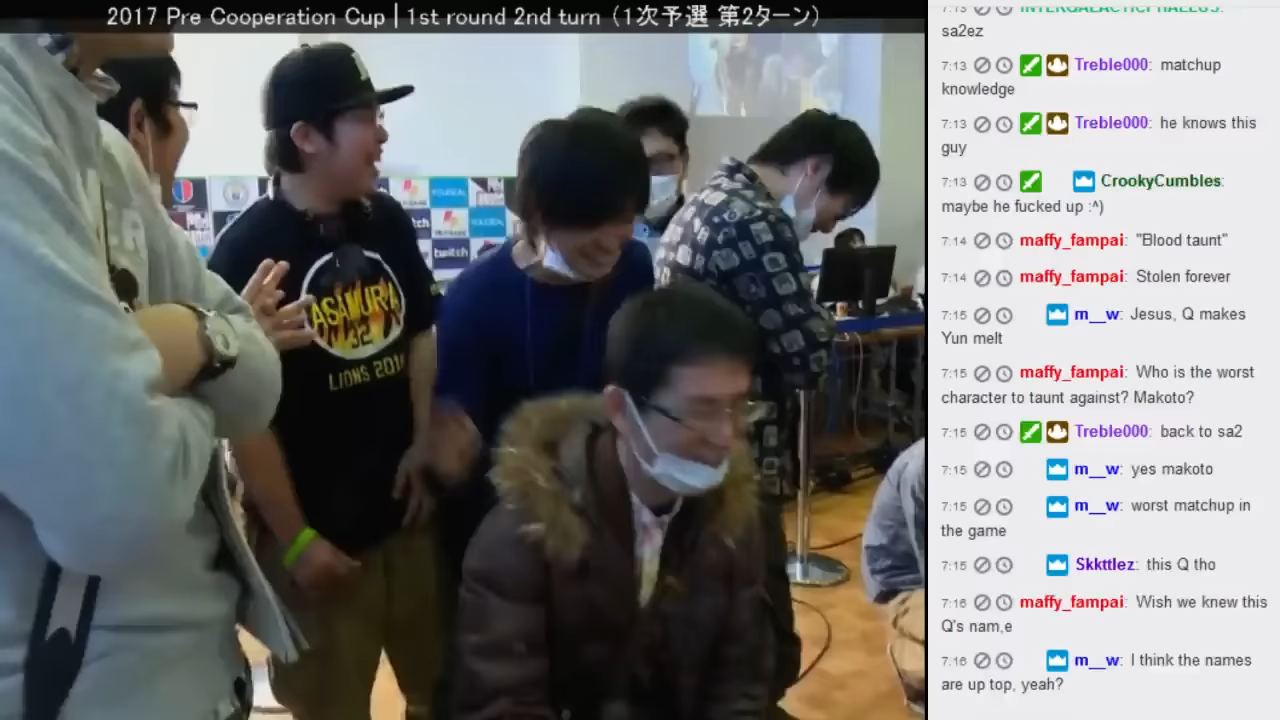 2017 Pre Cooperation Cup | 1st round 2nd turn (1次予選 第2ターン)
ASAMURA
32
LIONS 201
twitch
7:13 INTERGALACTICPHALLUS:
sa2ez
7:13 Treble000: matchup
knowledge
7:13 Treble000: he knows this
guy
7:13 CrookyCumbles:
maybe he fucked up :^)
7:14 maffy_fampai: "Blood taunt"
7:14 maffy_fampai: Stolen forever
7:15 m__w: Jesus, Q makes
Yun melt
7:15 maffy_fampai: Who is the worst
character to taunt against? Makoto?
7:15 Treble000: back to sa2
7:15 m__w: yes makoto
7:15 m__w: worst matchup in
the game
7:15 Skkttlez: this Q tho
7:16 maffy_fampai: Wish we knew this
Q's nam,e
7:16 m__w: I think the names
are up top, yeah?